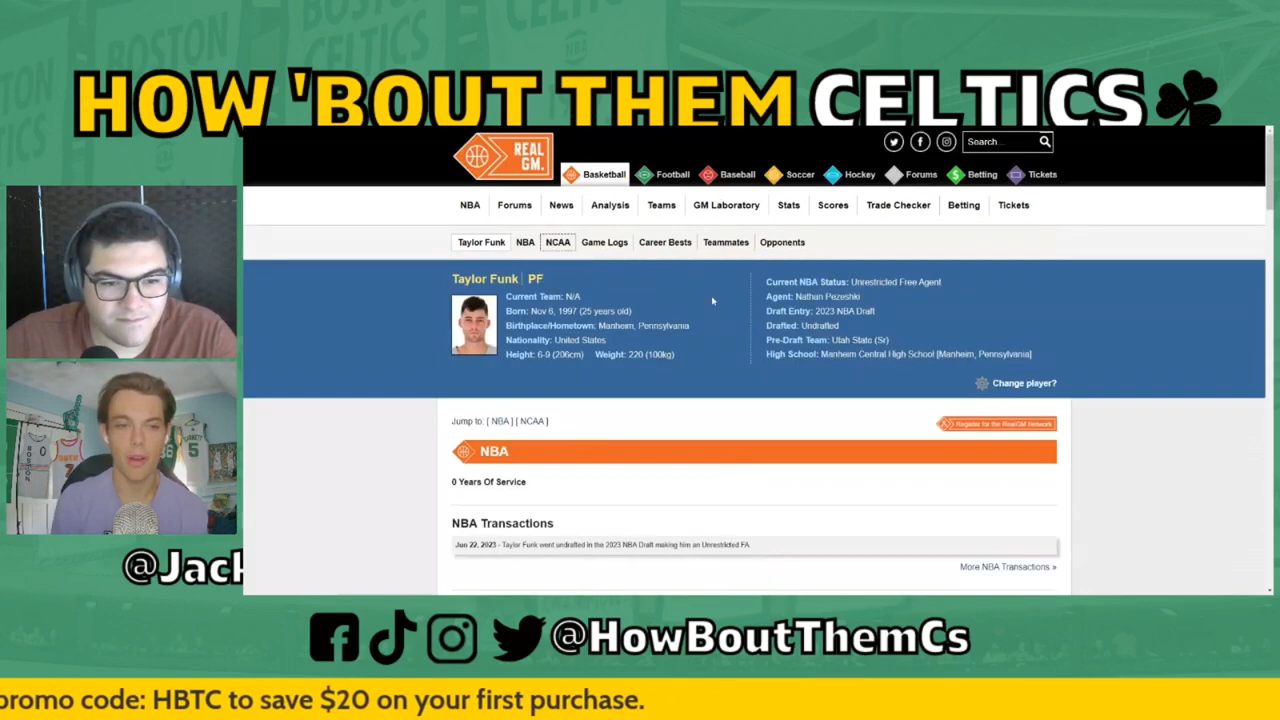 BOSTON
CELTICS
BOSTON
CELTICS
HOW 'BOUT THEM CELTICS
REAL
GM.
Search...
Basketball Football Baseball Soccer Hockey Forums Betting Tickets
NBA Forums News Analysis Teams GM Laboratory Stats Scores Trade Checker Betting Tickets
Taylor Funk NBA NCAA Game Logs Career Bests Teammates Opponents
Taylor Funk PF
Current Team: N/A
Born: Nov 6, 1997 (25 years old)
Birthplace/Hometown: Manheim, Pennsylvania
Nationality: United States
Height: 6-9 (206cm) Weight: 220 (100kg)
Current NBA Status: Unrestricted Free Agent
Agent: Nathan Pezeshki
Draft Entry: 2023 NBA Draft
Drafted: Undrafted
Pre-Draft Team: Utah State (Sr)
High School: Manheim Central High School [Manheim, Pennsylvania]
Change player?
Jump to: [ NBA ] [ NCAA ]
Register for the RealGM Network
NBA
0 Years Of Service
NBA Transactions
Jun 22, 2023 - Taylor Funk went undrafted in the 2023 NBA Draft making him an Unrestricted FA.
More NBA Transactions »
@Jack
@HowBoutThemCs
promo code: HBTC to save $20 on your first purchase.